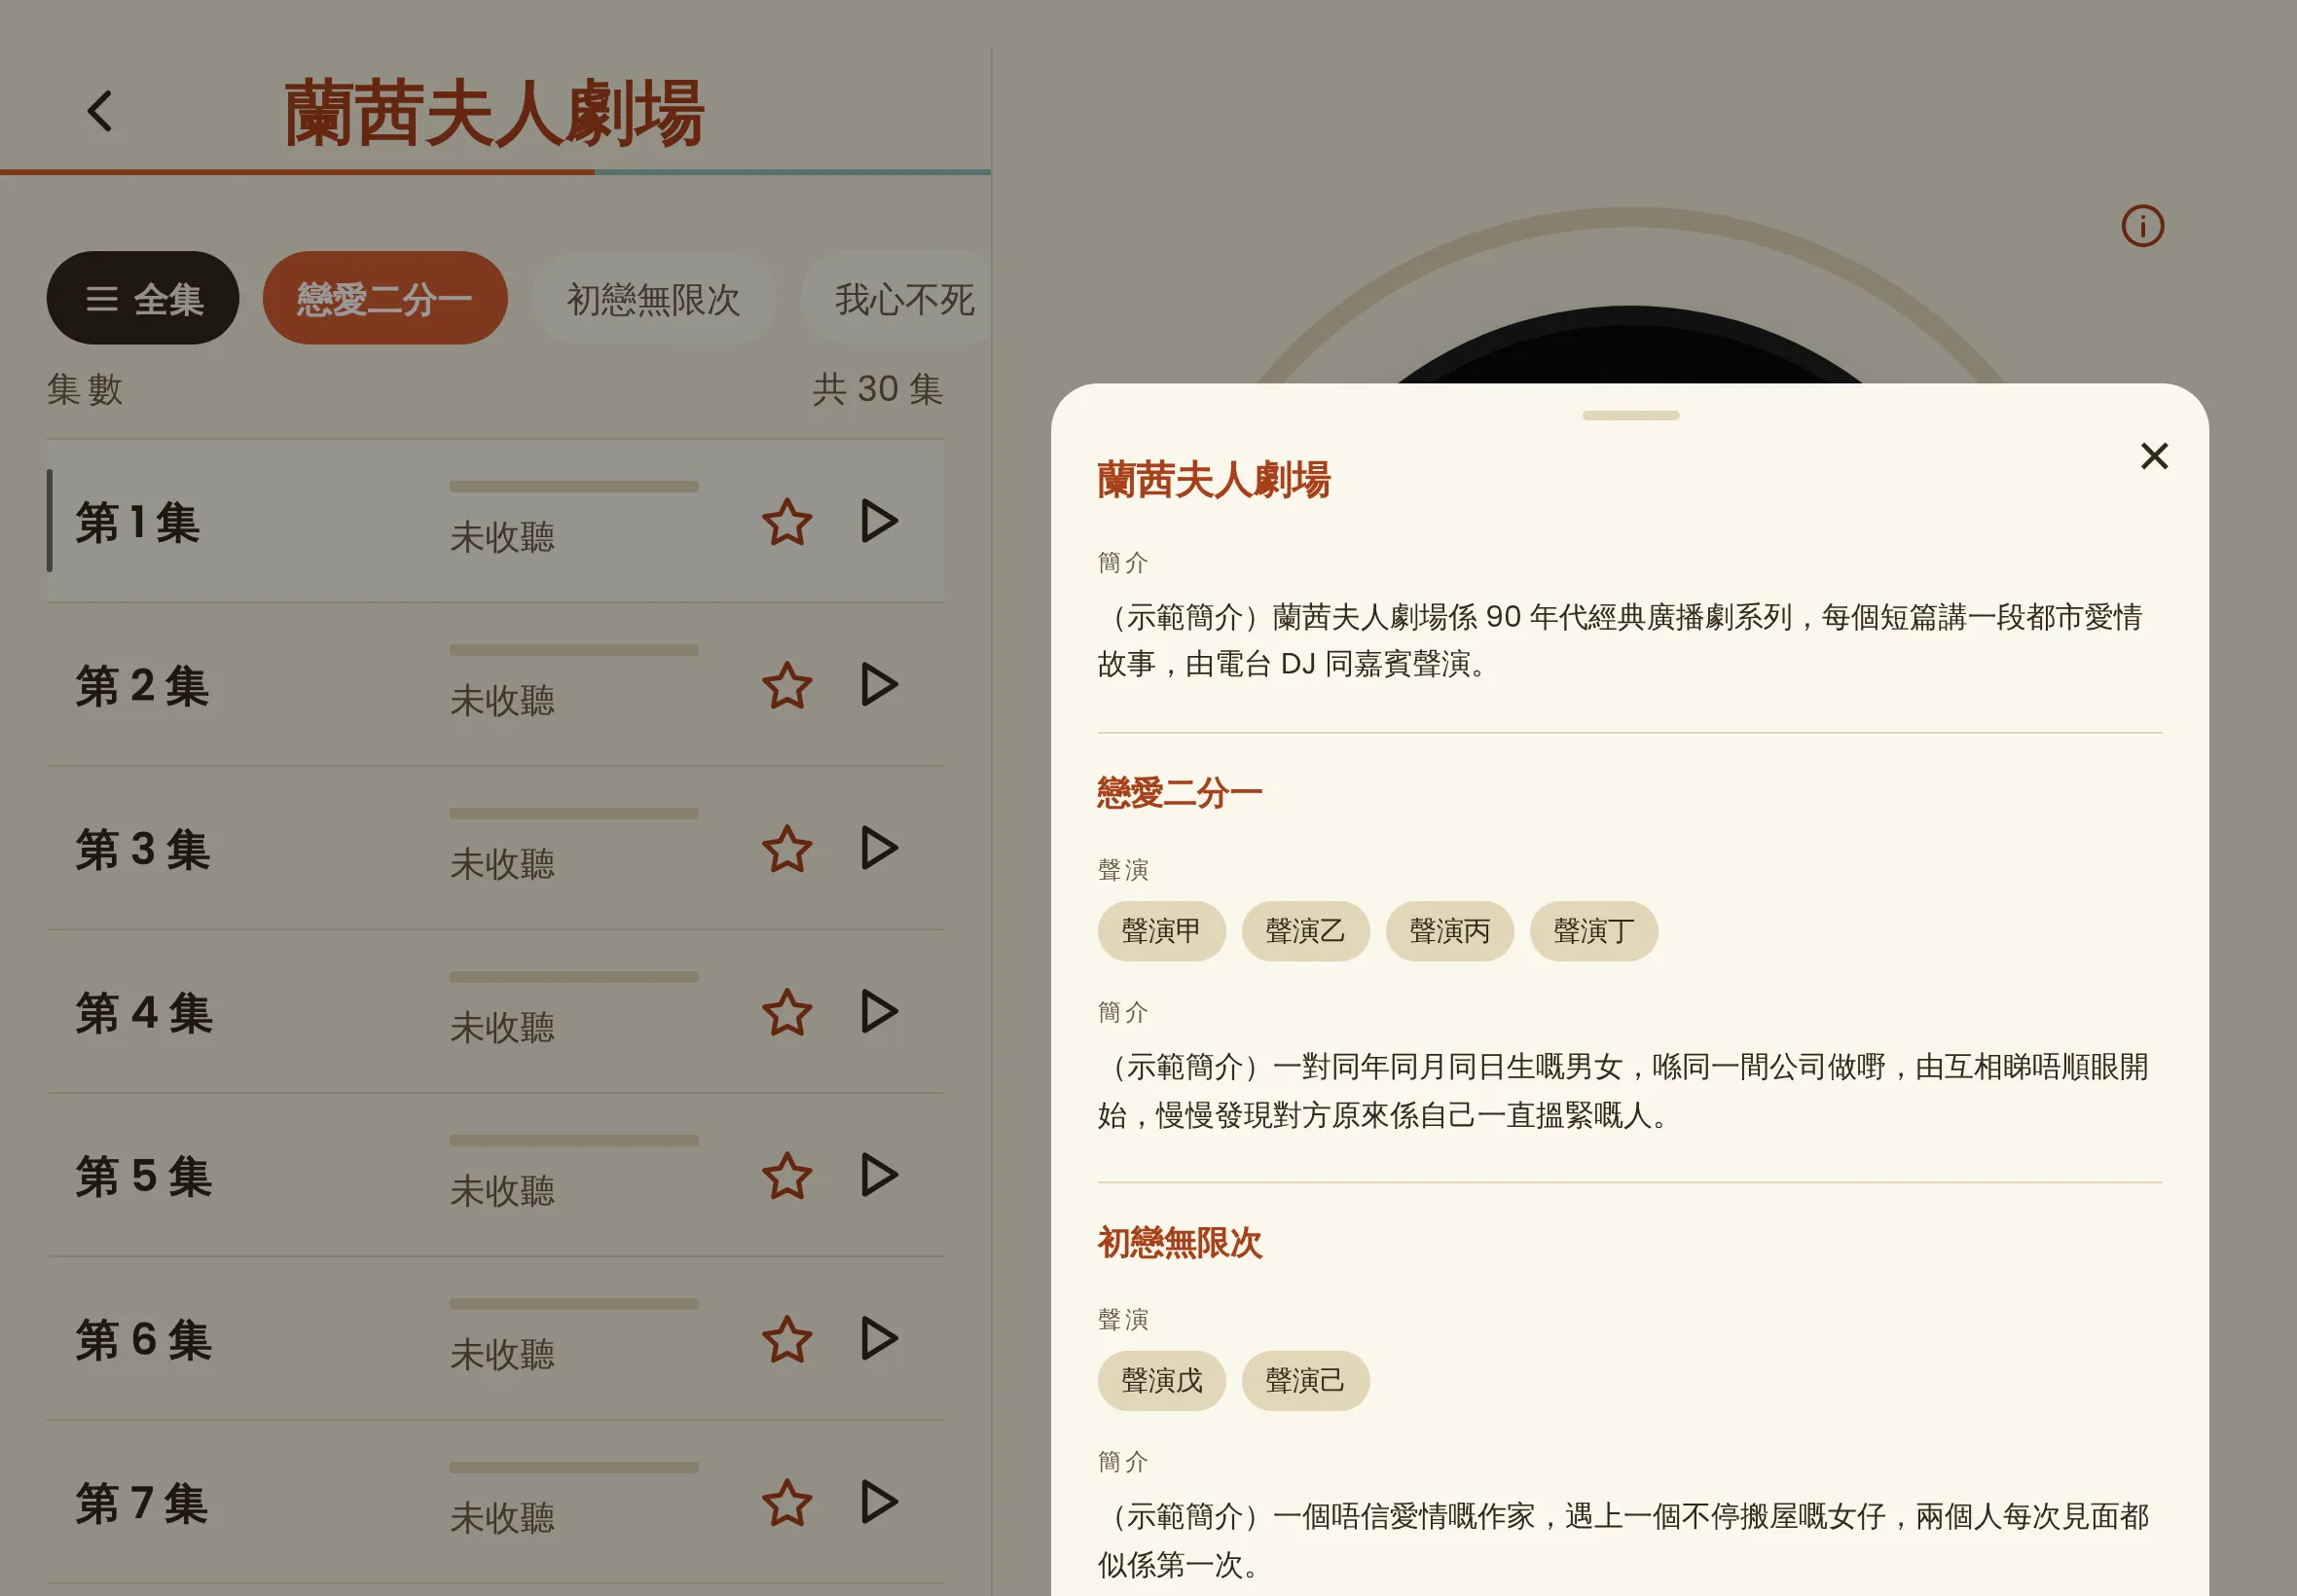 蘭茜夫人劇場
全集
戀愛二分一
初戀無限次
我心不死
集數
共 30 集
第 1 集
未收聽
第 2 集
未收聽
第 3 集
未收聽
第 4 集
未收聽
第 5 集
未收聽
第 6 集
未收聽
第 7 集
未收聽
蘭茜夫人劇場
簡介
（示範簡介）蘭茜夫人劇場係 90 年代經典廣播劇系列，每個短篇講一段都市愛情
故事，由電台 DJ 同嘉賓聲演。
戀愛二分一
聲演
聲演甲
聲演乙
聲演丙
聲演丁
簡介
（示範簡介）一對同年同月同日生嘅男女，喺同一間公司做嘢，由互相睇唔順眼開
始，慢慢發現對方原來係自己一直搵緊嘅人。
初戀無限次
聲演
聲演戊
聲演己
簡介
（示範簡介）一個唔信愛情嘅作家，遇上一個不停搬屋嘅女仔，兩個人每次見面都
似係第一次。